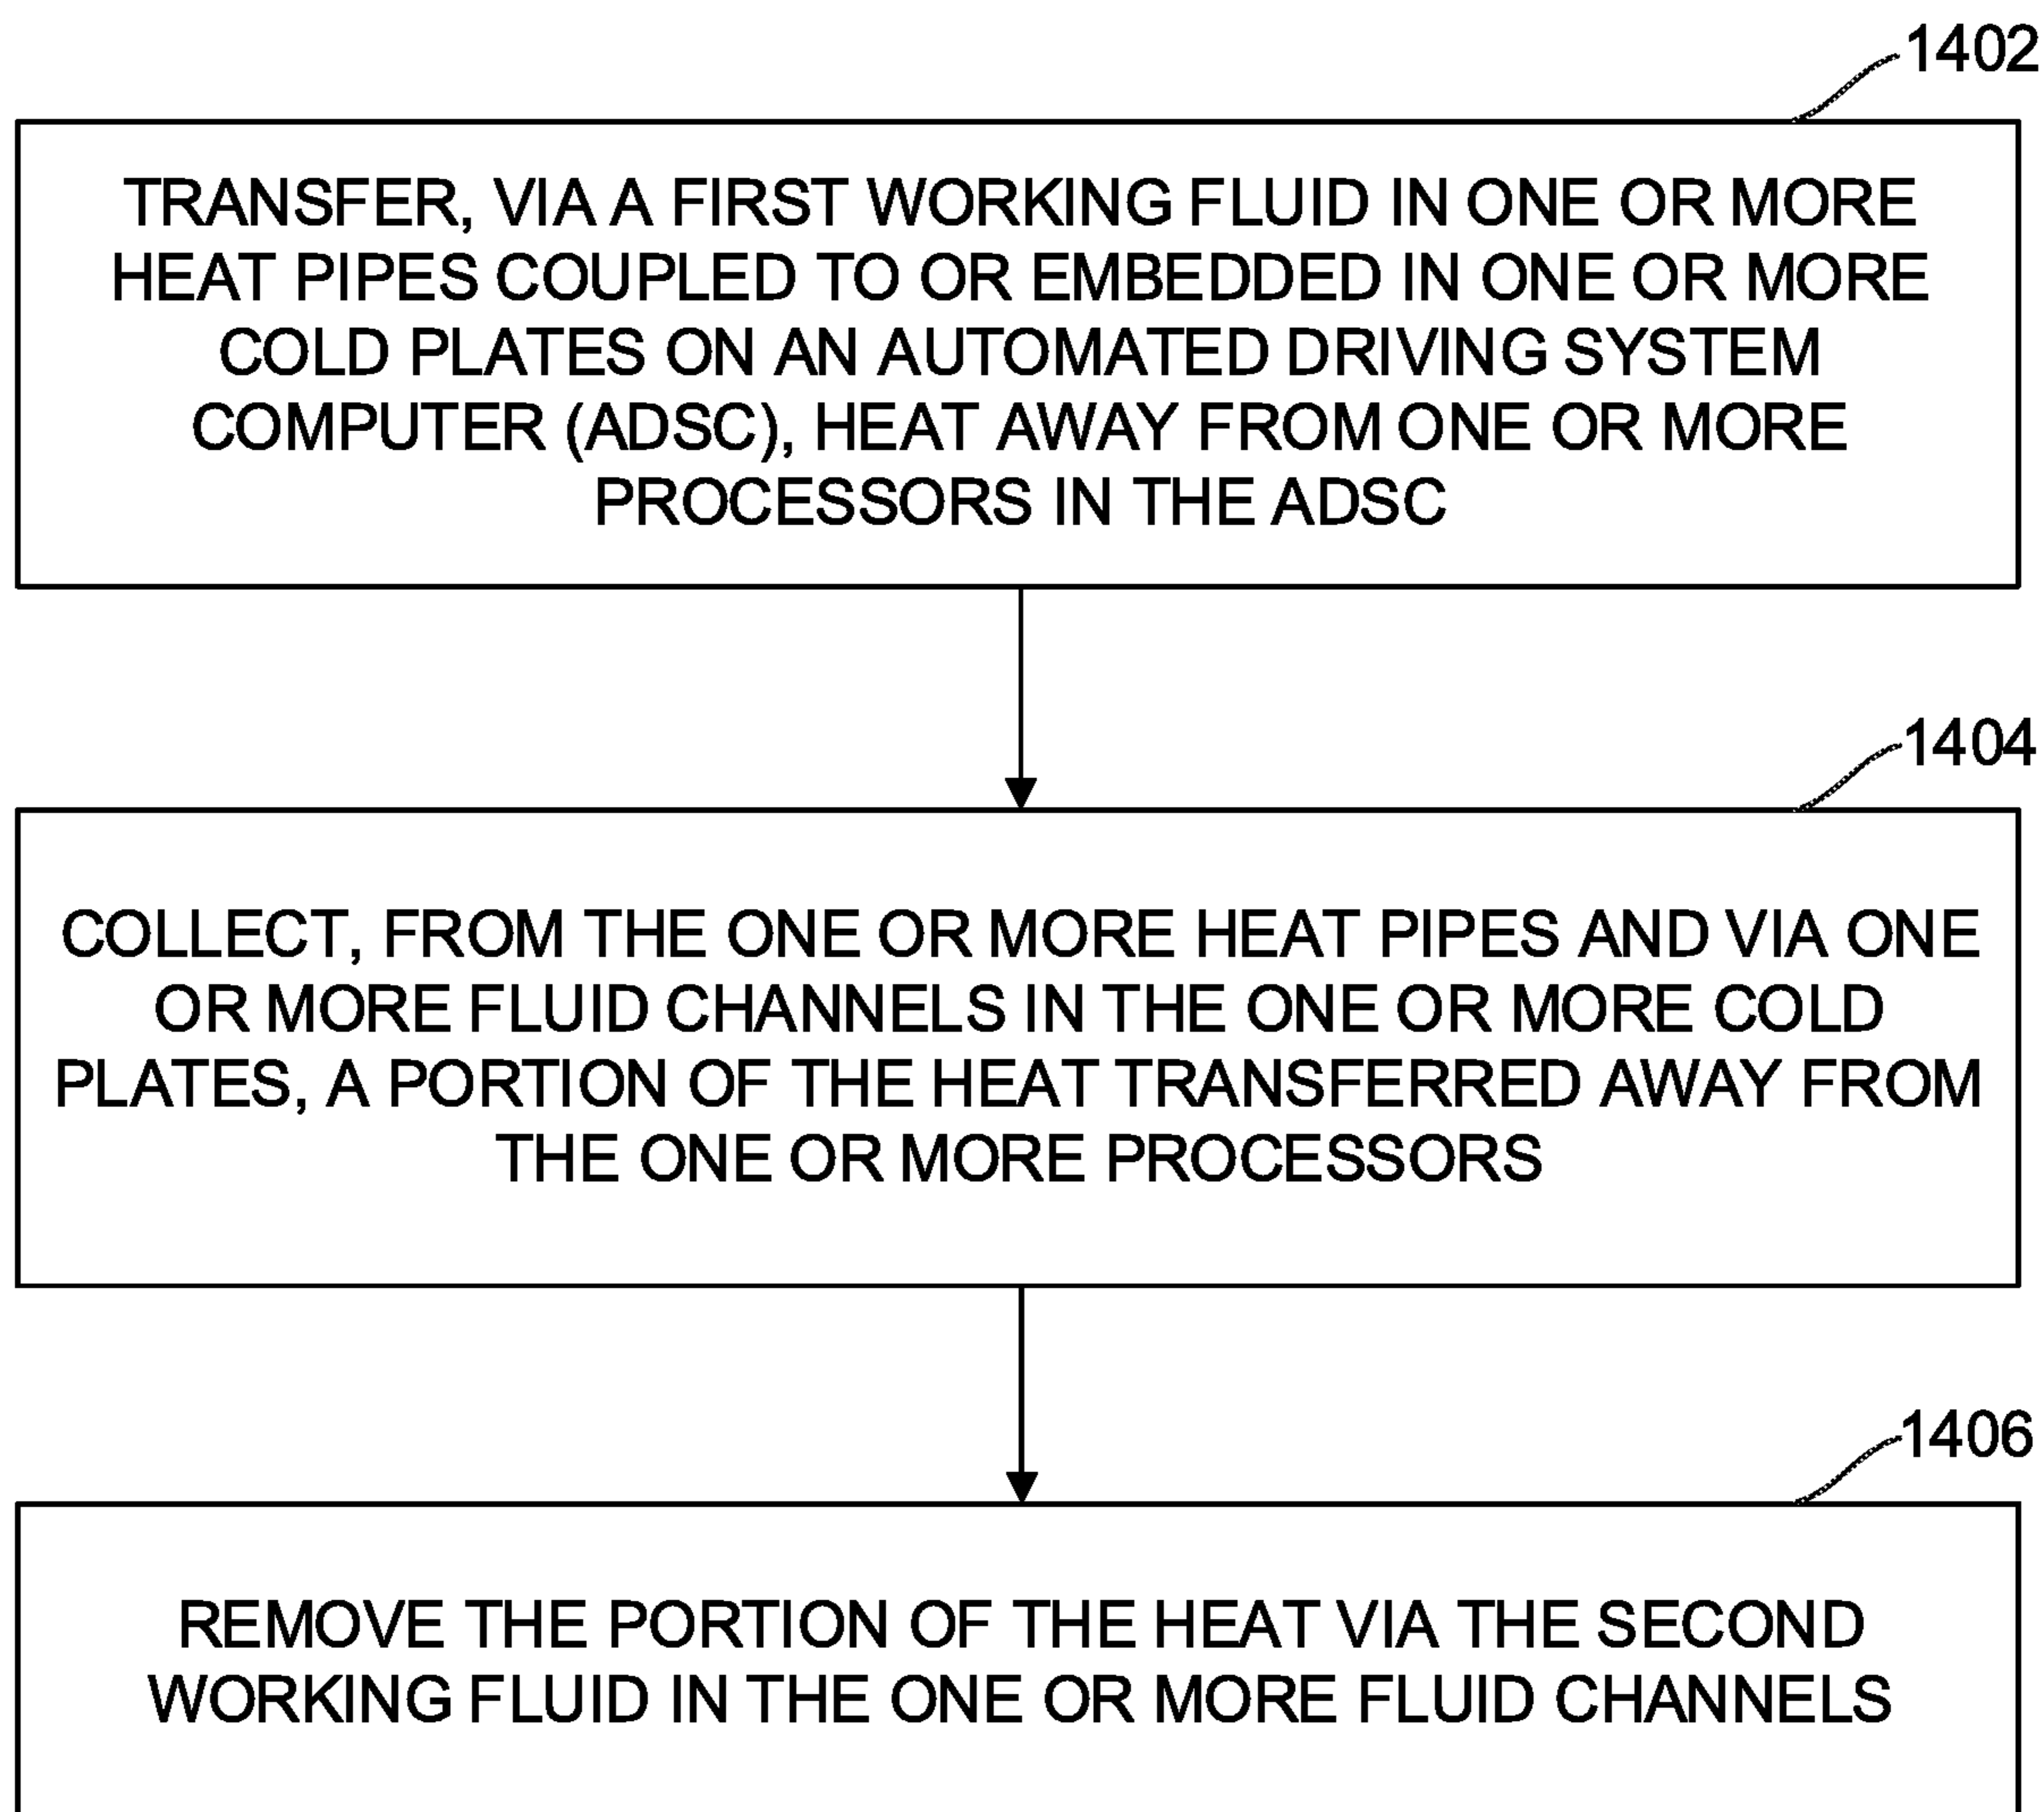 1402
TRANSFER, VIA A FIRST WORKING FLUID IN ONE OR MORE
HEAT PIPES COUPLED TO OR EMBEDDED IN ONE OR MORE
COLD PLATES ON AN AUTOMATED DRIVING SYSTEM
COMPUTER (ADSC), HEAT AWAY FROM ONE OR MORE
PROCESSORS IN THE ADSC
1404
COLLECT, FROM THE ONE OR MORE HEAT PIPES AND VIA ONE
OR MORE FLUID CHANNELS IN THE ONE OR MORE COLD
PLATES, A PORTION OF THE HEAT TRANSFERRED AWAY FROM
THE ONE OR MORE PROCESSORS
1406
REMOVE THE PORTION OF THE HEAT VIA THE SECOND
WORKING FLUID IN THE ONE OR MORE FLUID CHANNELS